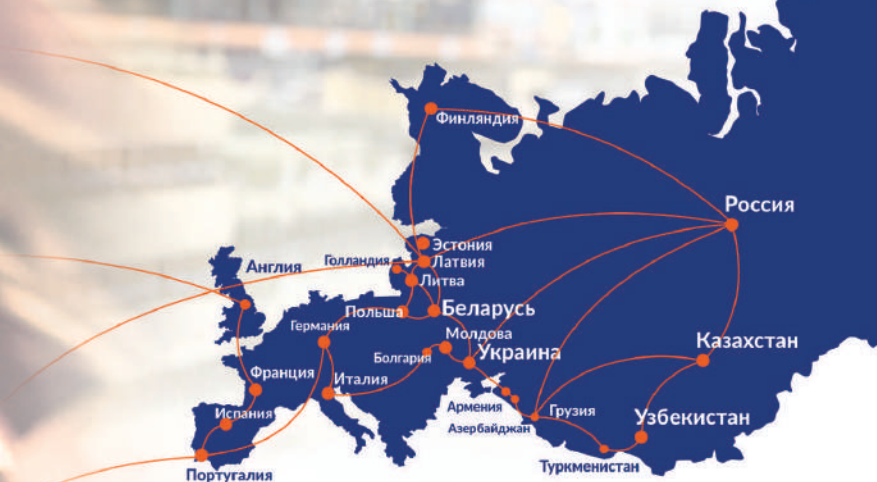 Финляндия
Россия
Эстония
Голландия
Латвия
Англия
Литва
Польша
Беларусь
Германия
Молдова
Болгария
Украина
Казахстан
Франция
Италия
Армения
Грузия
Испания
Узбекистан
Азербайджан
Туркменистан
Португалия